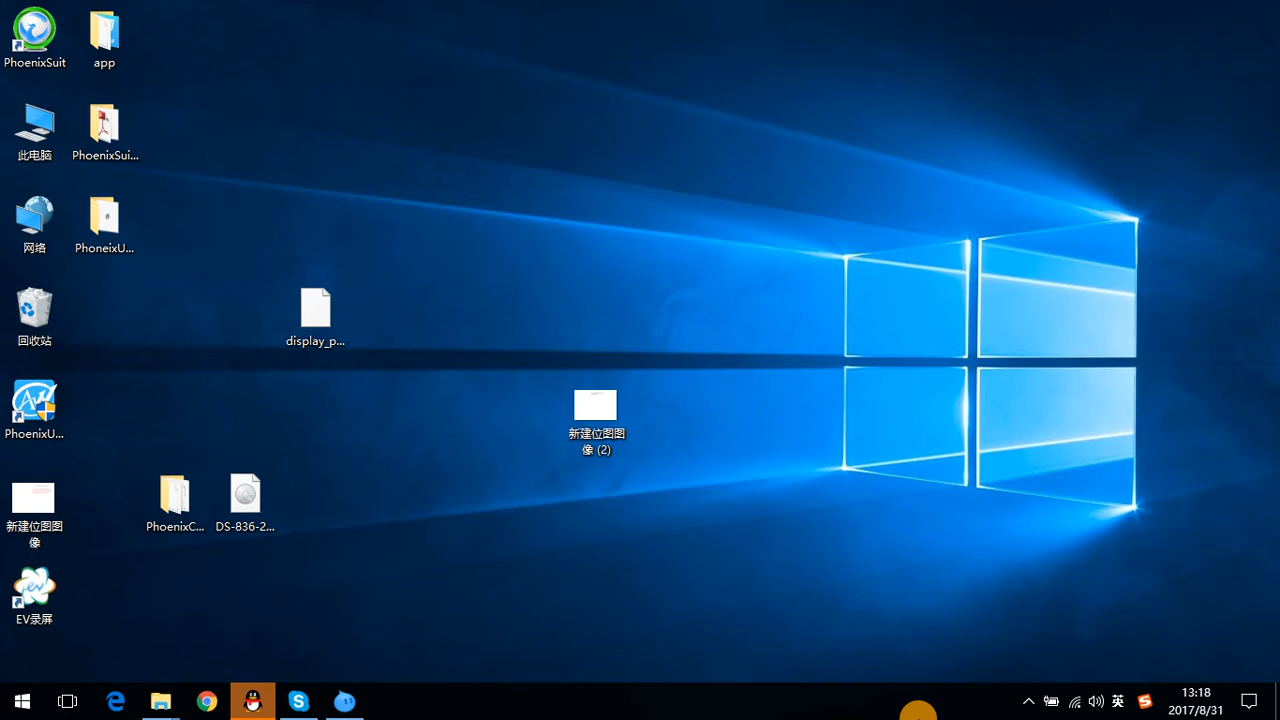 PhoenixSuit
app
此电脑
PhoenixSui...
网络
PhoneixU...
回收站
display_p...
PhoenixU...
新建位图图
像 (2)
新建位图图
像
PhoenixC...
DS-836-2...
EV录屏
英
13:18
2017/8/31